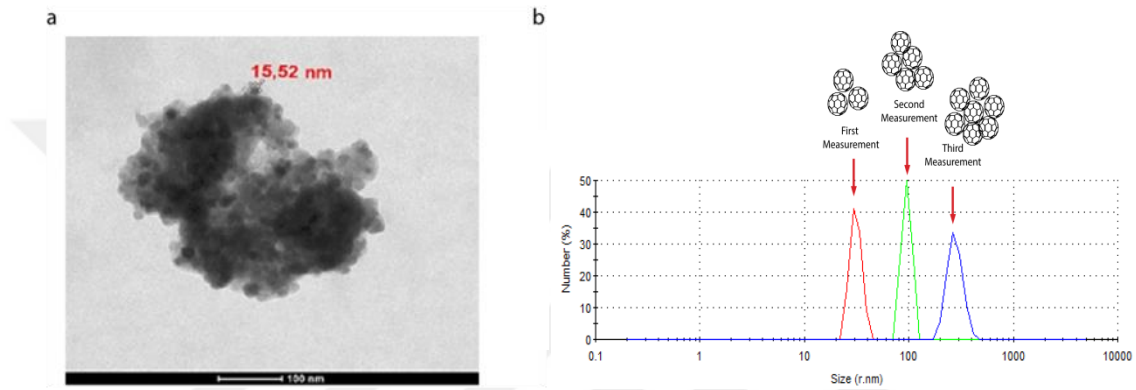 a
15,52 nm
100 nm
b
First
Measurement
Second
Measurement
Third
Measurement
Number (%)
50
40
30
20
10
0
0.1
1
10
100
1000
10000
Size (r.nm)